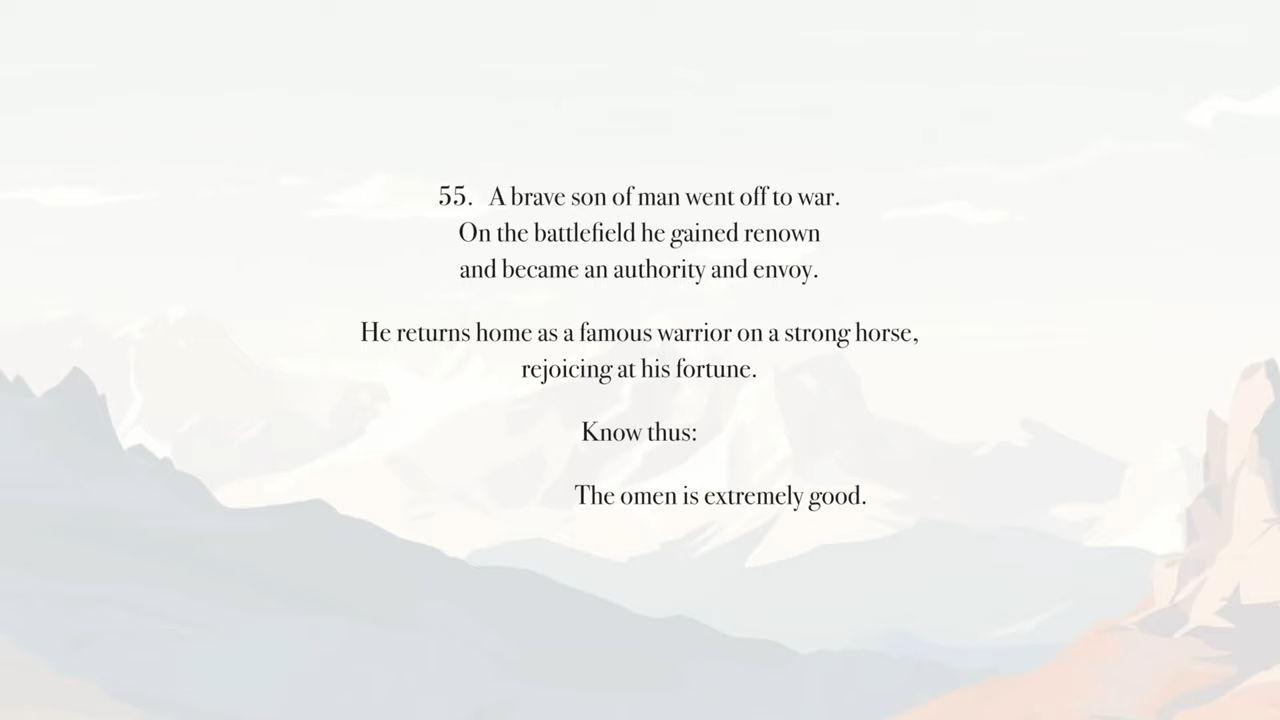 55. A brave son of man went off to war.
On the battlefield he gained renown
and became an authority and envoy.
He returns home as a famous warrior on a strong horse,
rejoicing at his fortune.
Know thus:
The omen is extremely good.